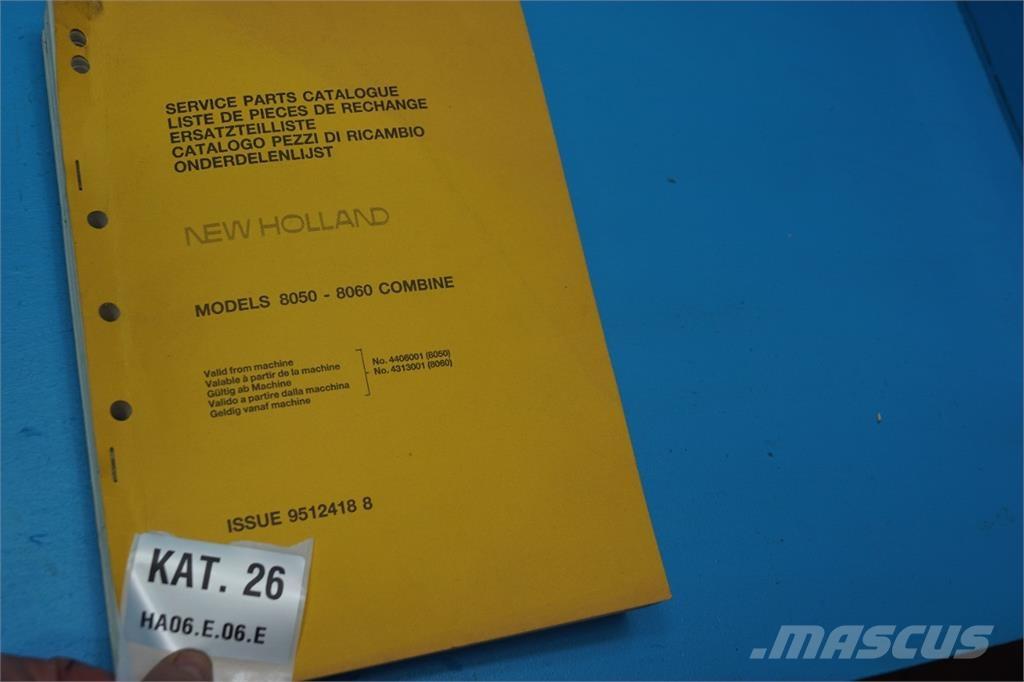 SERVICE PARTS CATALOGUE
LISTE DE PIECES DE RECHANGE
ERSATZTEILLISTE
CATALOGO PEZZI DI RICAMBIO
ONDERDELENLIJST
NEW HOLLAND
MODELS 8050 - 8060 COMBINE
Valid from machine
Valable à partir de la machine
Gültig ab Machine
Valido a partire dalla macchina
Geldig vanaf machine
No. 4406001 (8050)
No. 4313001 (8060)
ISSUE 9512418 8
KAT. 26
HA06.E.06.E
MASCUS